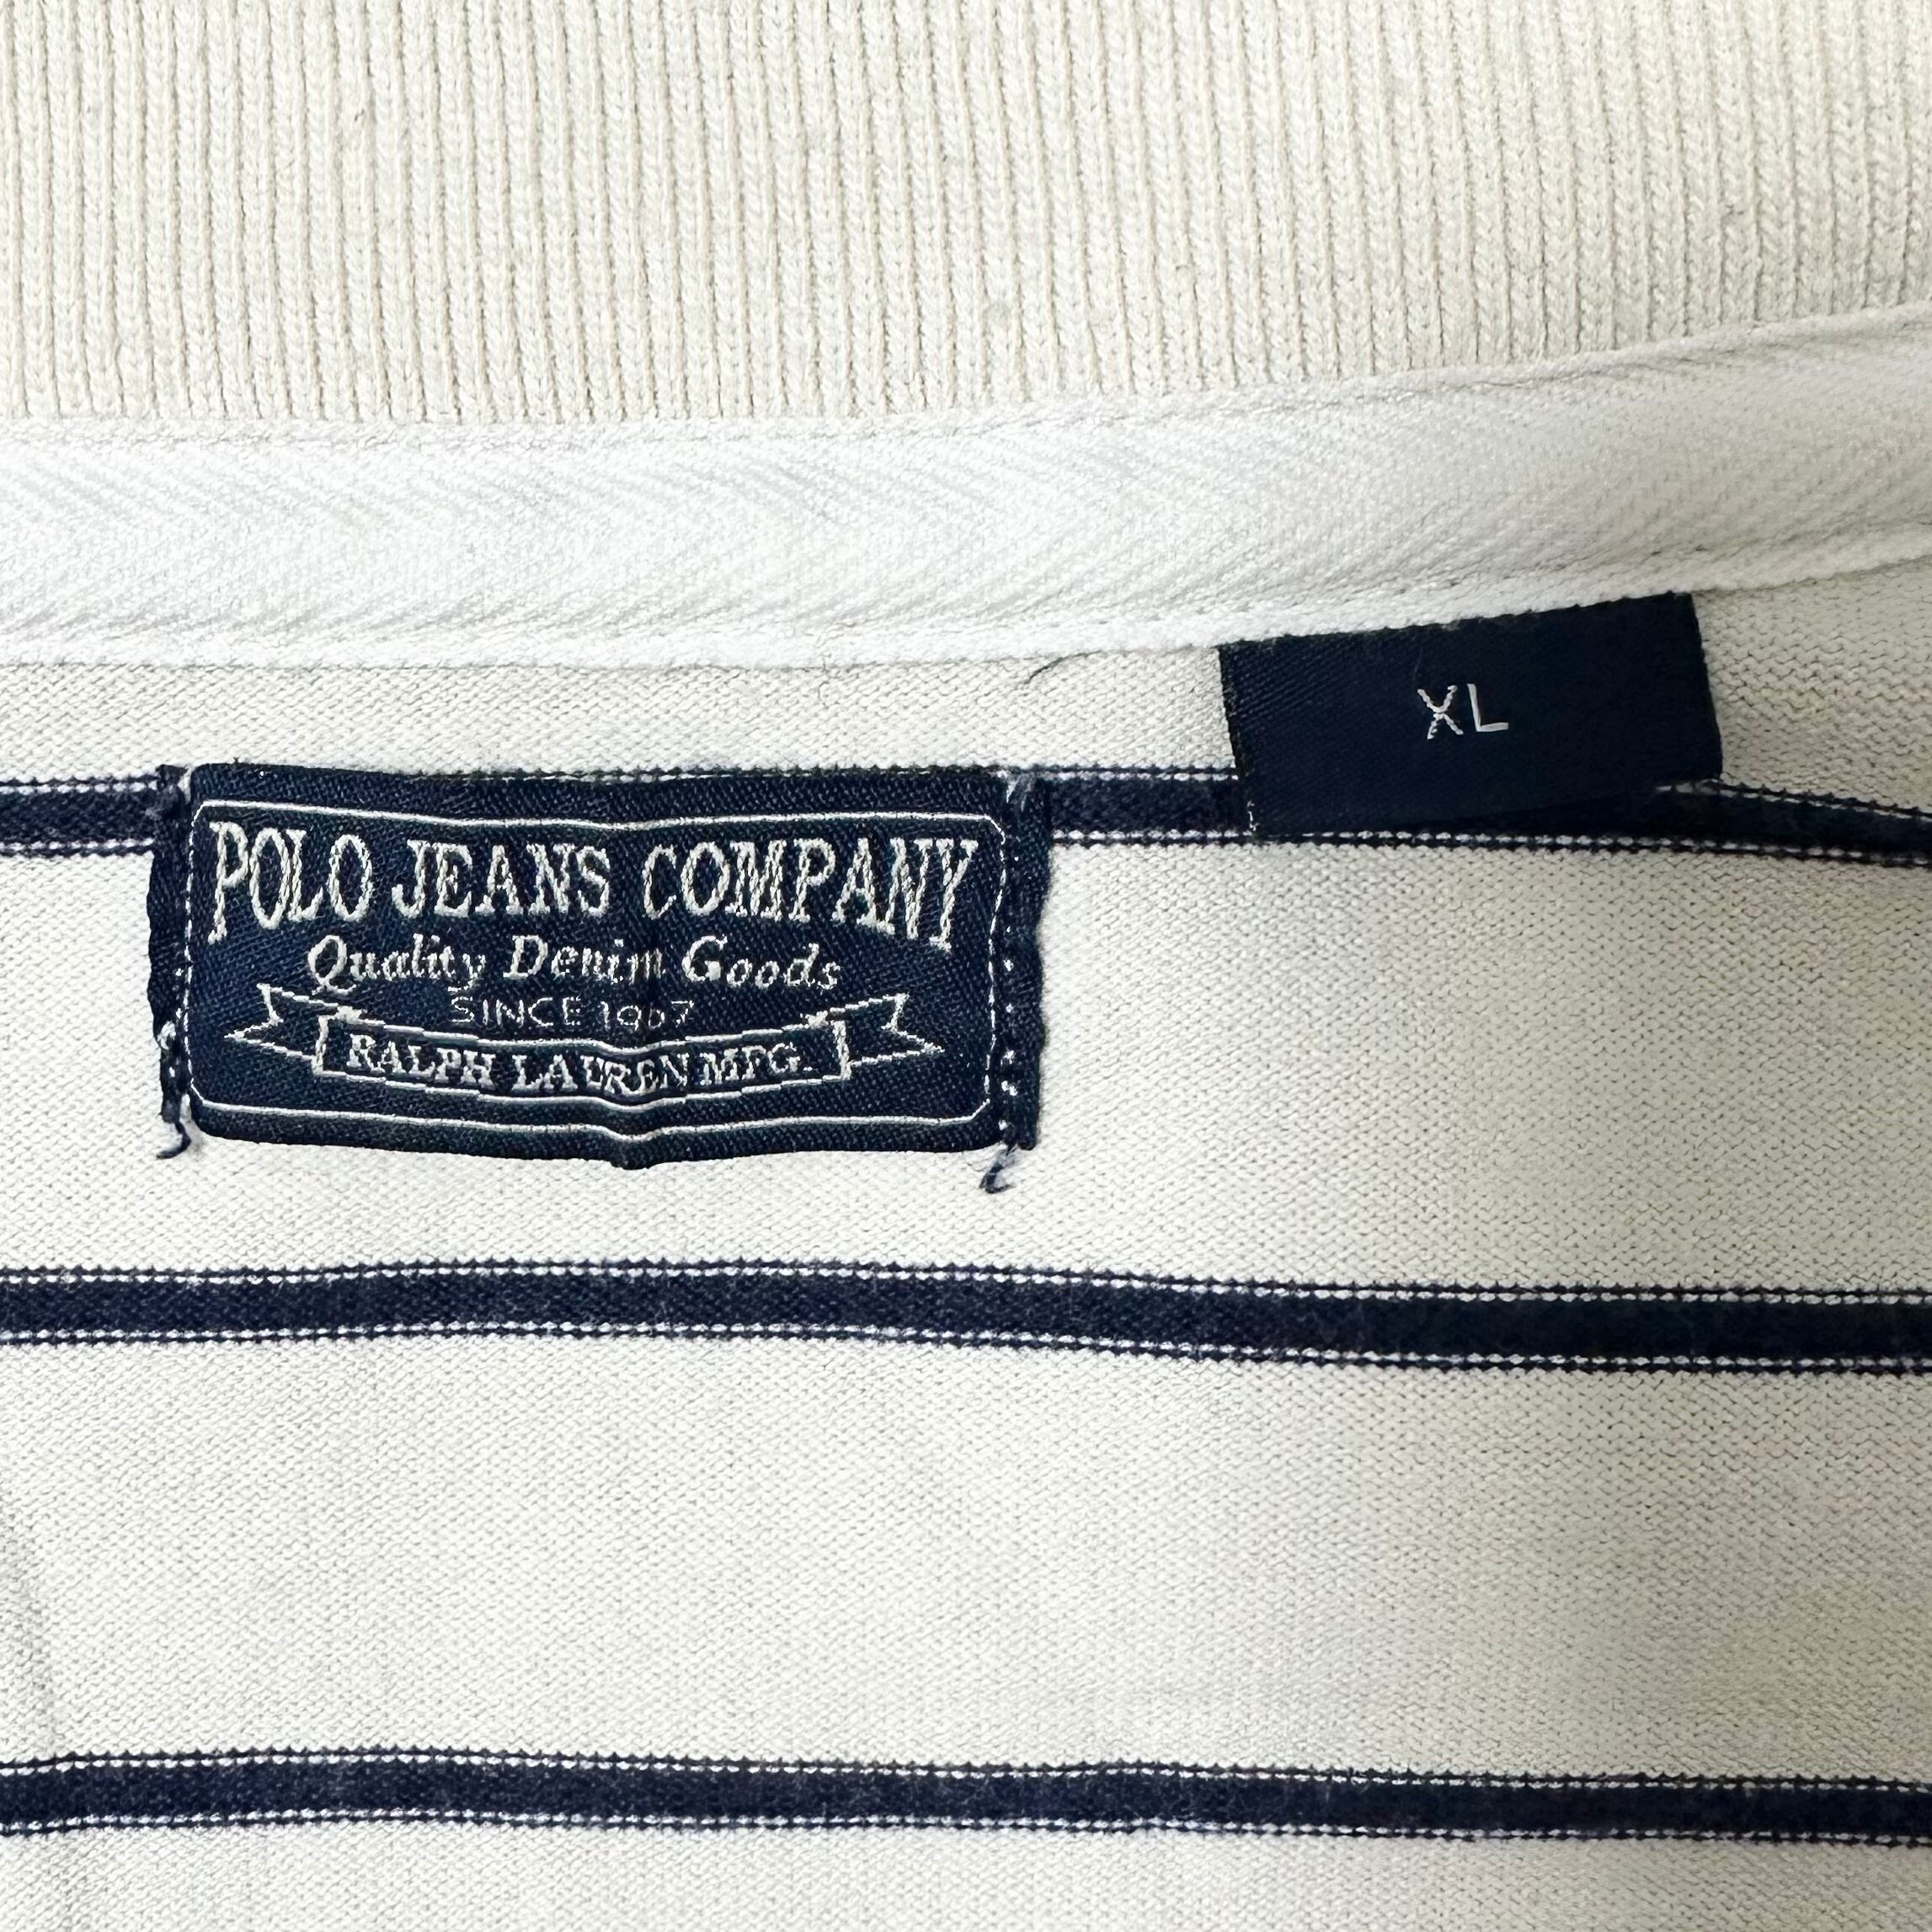 XL
POLO JEANS COMPANY
Quality Denim Goods
SINCE 1967
RALPH LAUREN MFG.